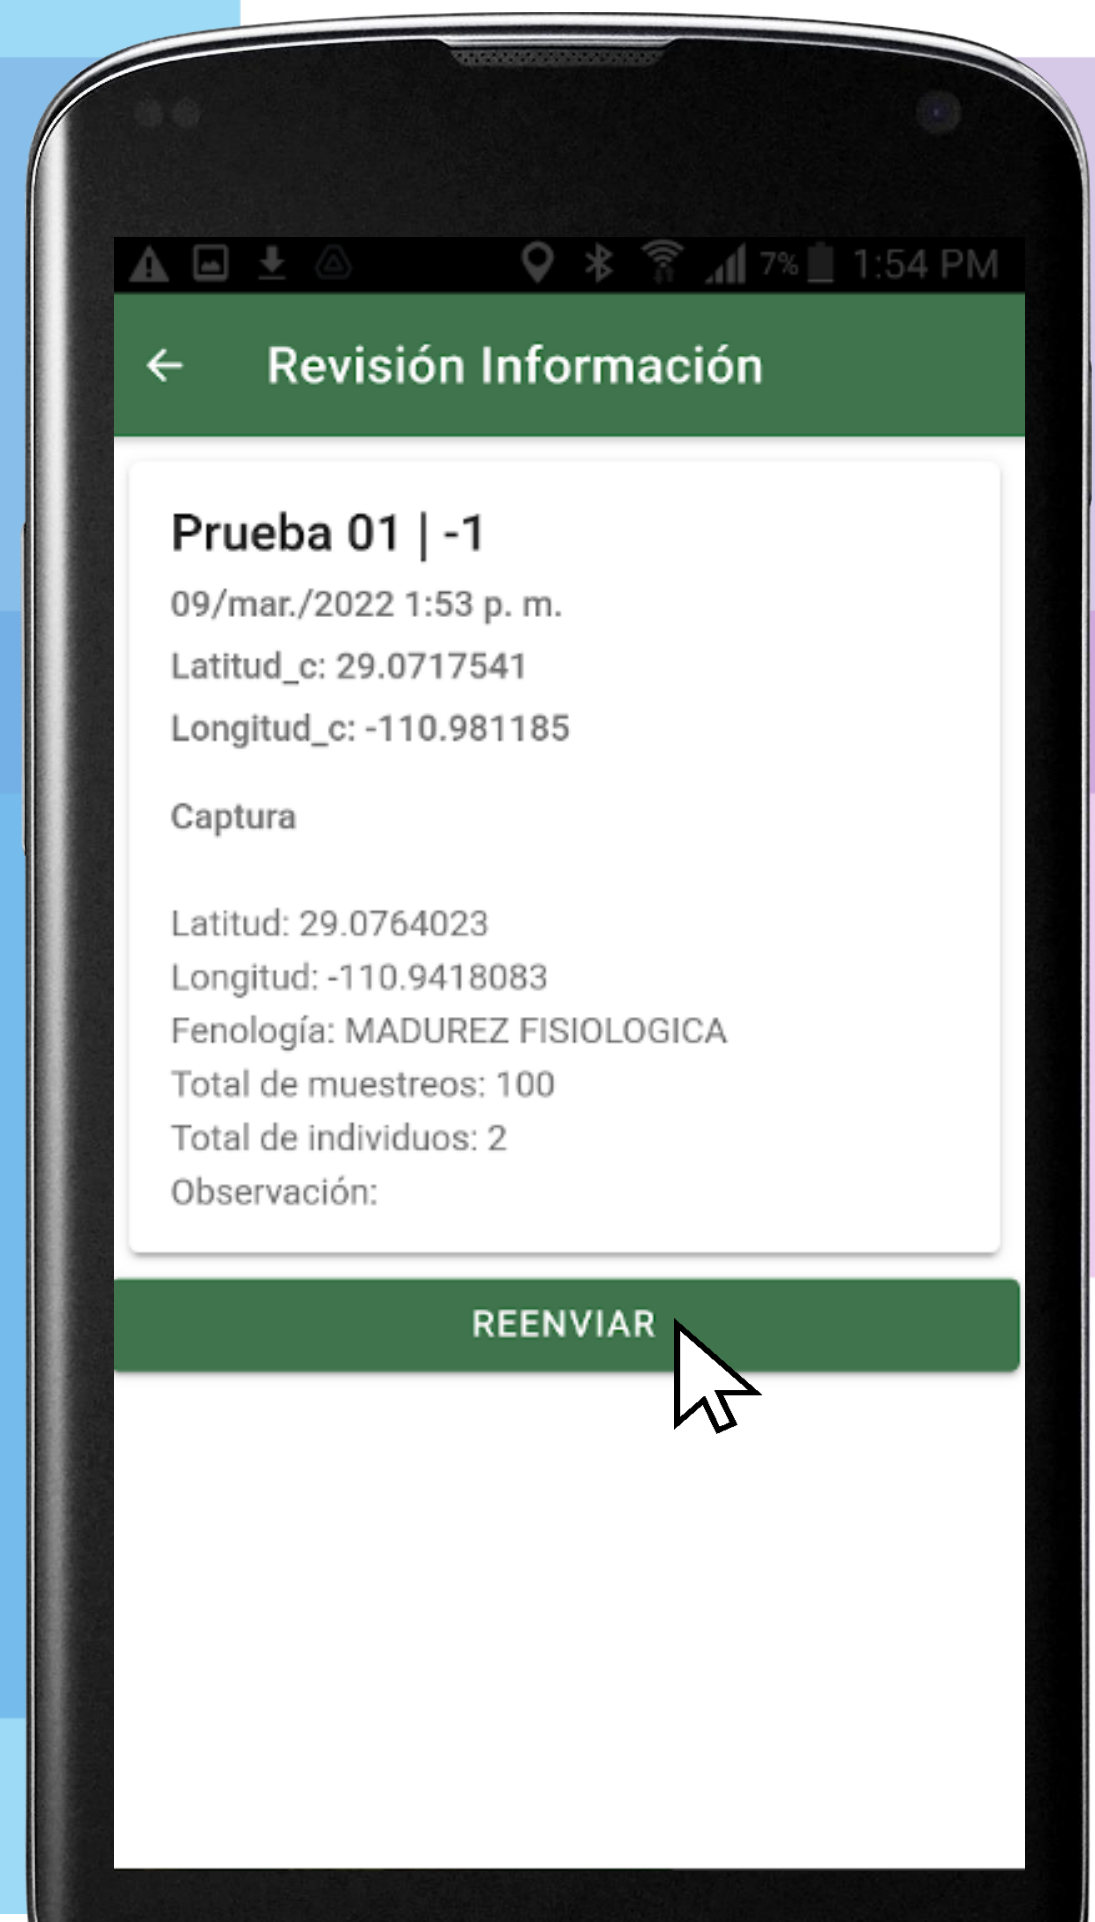 7% 1:54 PM
Revisión Información
Prueba 01 | -1
09/mar./2022 1:53 p. m.
Latitud_c: 29.0717541
Longitud_c: -110.981185
Captura
Latitud: 29.0764023
Longitud: -110.9418083
Fenología: MADUREZ FISIOLOGICA
Total de muestreos: 100
Total de individuos: 2
Observación:
REENVIAR